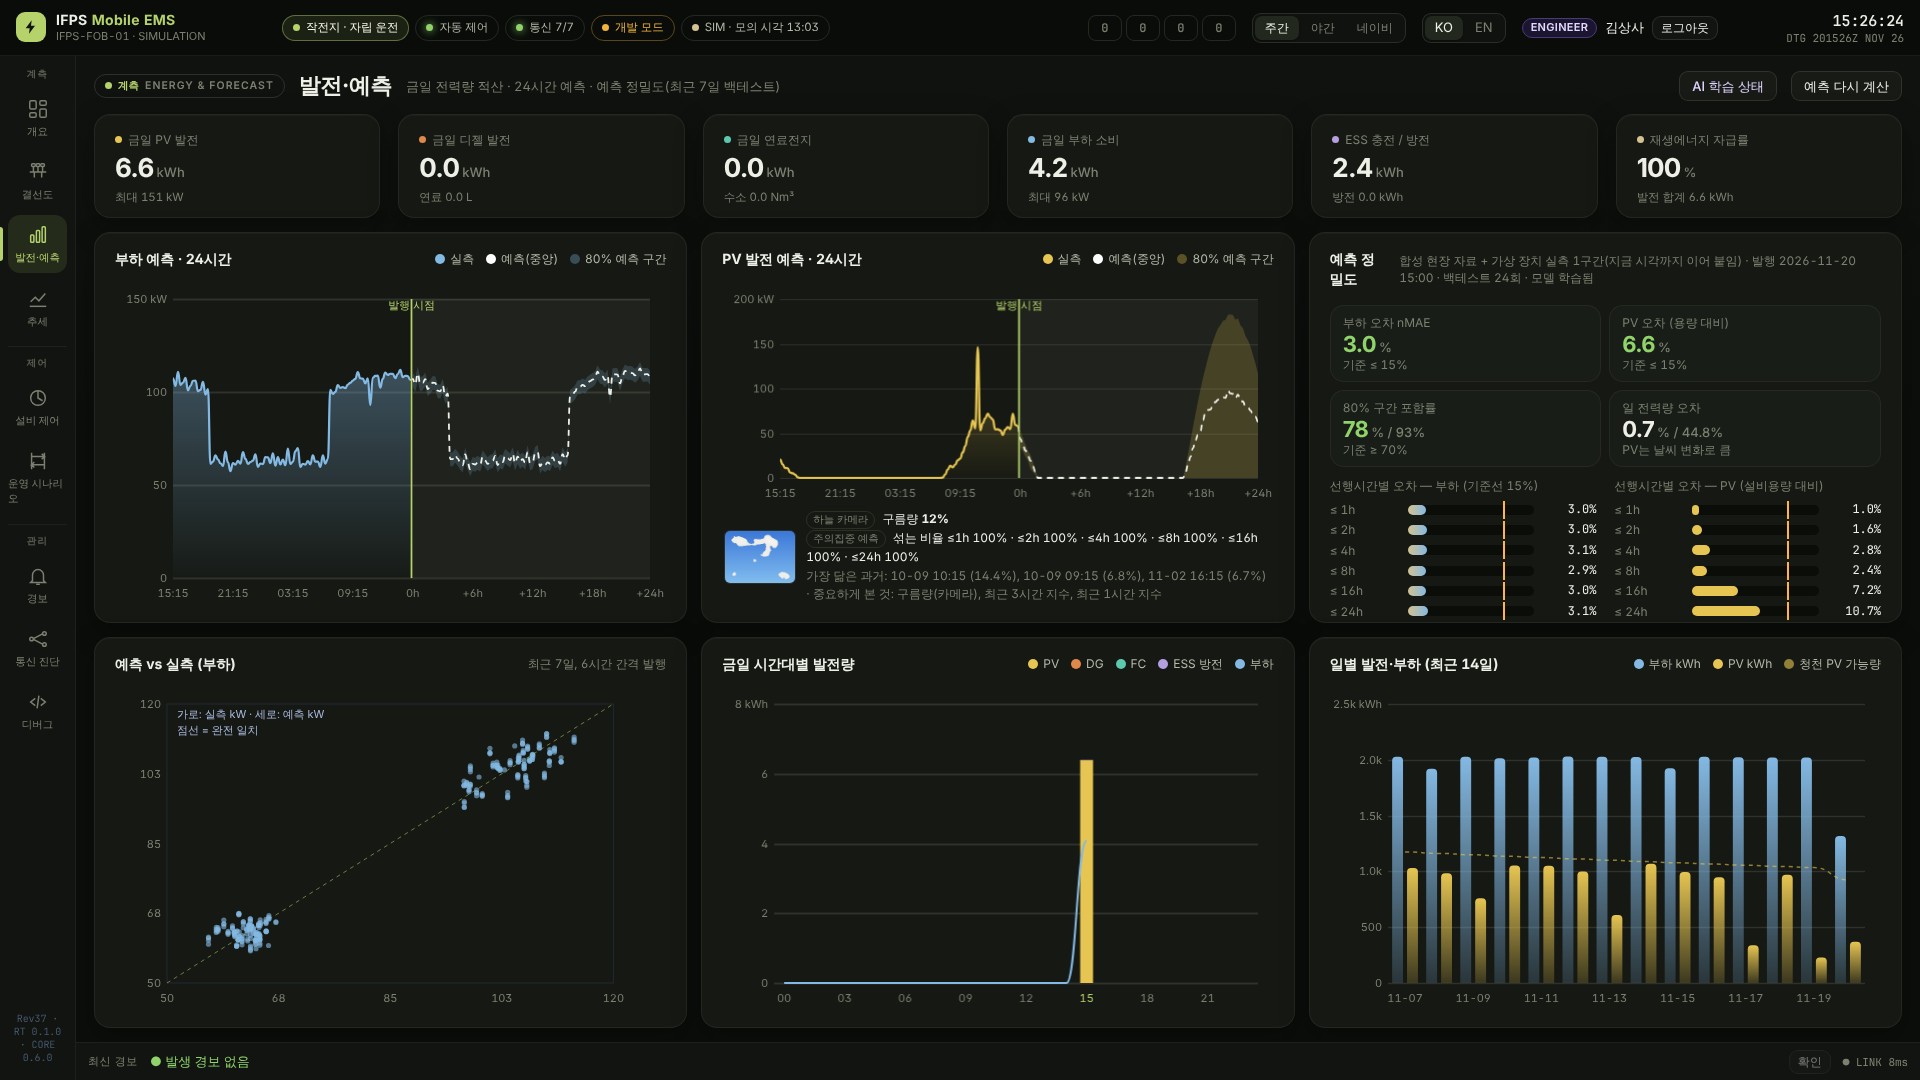 IFPS Mobile EMS
IFPS-FOB-01 · SIMULATION
작전지 · 자립 운전
자동 제어
통신 7/7
개발 모드
SIM · 모의 시각 13:03
0 0 0 0
주간 야간 네이비
KO EN
ENGINEER 김상사 로그아웃
15:26:24
DTG 201526Z NOV 26
계측
개요
결선도
발전·예측
추세
제어
설비 제어
운영 시나리
오
관리
경보
통신 진단
디버그
Rev37 ·
RT 0.1.0
· CORE
0.6.0
계측 ENERGY & FORECAST
발전·예측
금일 전력량 적산 · 24시간 예측 · 예측 정밀도(최근 7일 백테스트)
AI 학습 상태
예측 다시 계산
금일 PV 발전
6.6 kWh
최대 151 kW
금일 디젤 발전
0.0 kWh
연료 0.0 L
금일 연료전지
0.0 kWh
수소 0.0 Nm³
금일 부하 소비
4.2 kWh
최대 96 kW
ESS 충전 / 방전
2.4 kWh
방전 0.0 kWh
재생에너지 자급률
100 %
발전 합계 6.6 kWh
부하 예측 · 24시간
실측 예측(중앙) 80% 예측 구간
발행 시점
150 kW
100
50
0
15:15 21:15 03:15 09:15 0h +6h +12h +18h +24h
PV 발전 예측 · 24시간
실측 예측(중앙) 80% 예측 구간
발행 시점
200 kW
150
100
50
0
15:15 21:15 03:15 09:15 0h +6h +12h +18h +24h
하늘 카메라 구름량 12%
주의집중 예측 섞는 비율 ≤1h 100% · ≤2h 100% · ≤4h 100% · ≤8h 100% · ≤16h
100% · ≤24h 100%
가장 닮은 과거: 10-09 10:15 (14.4%), 10-09 09:15 (6.8%), 11-02 16:15 (6.7%)
· 중요하게 본 것: 구름량(카메라), 최근 3시간 지수, 최근 1시간 지수
예측 정
밀도
합성 현장 자료 + 가상 장치 실측 1구간(지금 시각까지 이어 붙임) · 발행 2026-11-20
15:00 · 백테스트 24회 · 모델 학습됨
부하 오차 nMAE
3.0 %
기준 ≤ 15%
PV 오차 (용량 대비)
6.6 %
기준 ≤ 15%
80% 구간 포함률
78 % / 93%
기준 ≥ 70%
일 전력량 오차
0.7 % / 44.8%
PV는 날씨 변화로 큼
선행시간별 오차 — 부하 (기준선 15%)
≤ 1h 3.0%
≤ 2h 3.0%
≤ 4h 3.1%
≤ 8h 2.9%
≤ 16h 3.0%
≤ 24h 3.1%
선행시간별 오차 — PV (설비용량 대비)
≤ 1h 1.0%
≤ 2h 1.6%
≤ 4h 2.8%
≤ 8h 2.4%
≤ 16h 7.2%
≤ 24h 10.7%
예측 vs 실측 (부하)
최근 7일, 6시간 간격 발행
가로: 실측 kW · 세로: 예측 kW
점선 = 완전 일치
120
103
85
68
50
50 68 85 103 120
금일 시간대별 발전량
PV DG FC ESS 방전 부하
8 kWh
6
4
2
0
00 03 06 09 12 15 18 21
일별 발전·부하 (최근 14일)
부하 kWh PV kWh 청천 PV 가능량
2.5k kWh
2.0k
1.5k
1.0k
500
0
11-07 11-09 11-11 11-13 11-15 11-17 11-19
최신 경보 발생 경보 없음
확인 LINK 8ms